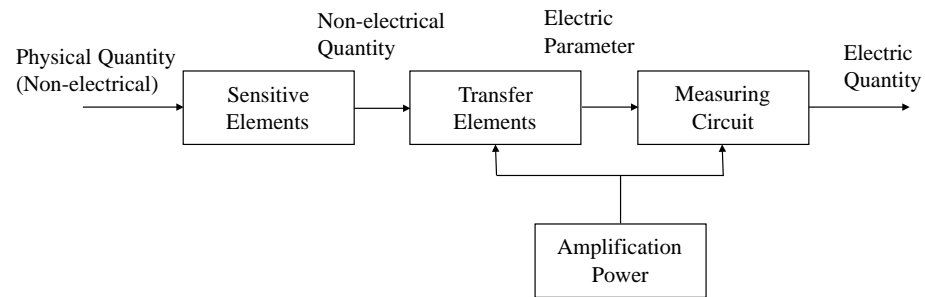 Physical Quantity
(Non-electrical)
Sensitive
Elements
Non-electrical
Quantity
Transfer
Elements
Electric
Parameter
Measuring
Circuit
Electric
Quantity
Amplification
Power